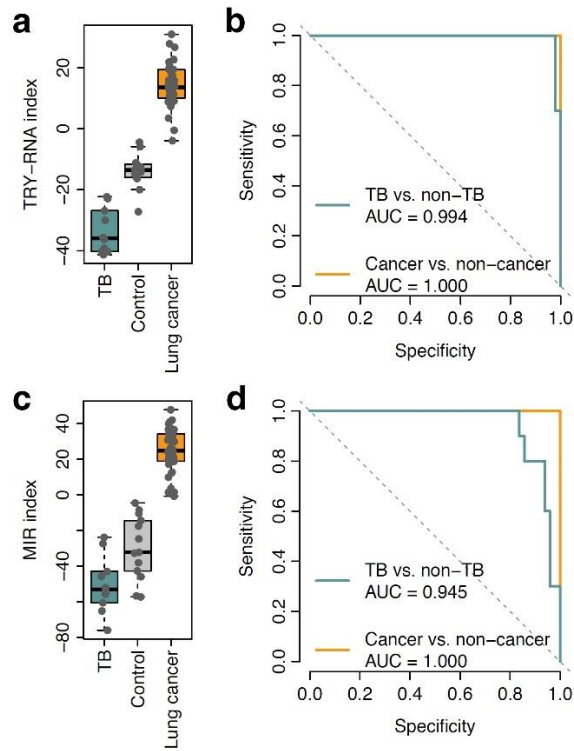 a
TRY−RNA index
20
0
−20
−40
TB
Control
Lung cancer
b
Sensitivity
1.0
0.8
0.6
0.4
0.2
0.0
TB vs. non−TB
AUC = 0.994
Cancer vs. non−cancer
AUC = 1.000
0.0 0.2 0.4 0.6 0.8 1.0
Specificity
c
MIR index
40
20
0
−40
−80
TB
Control
Lung cancer
d
Sensitivity
1.0
0.8
0.6
0.4
0.2
0.0
TB vs. non−TB
AUC = 0.945
Cancer vs. non−cancer
AUC = 1.000
0.0 0.2 0.4 0.6 0.8 1.0
Specificity